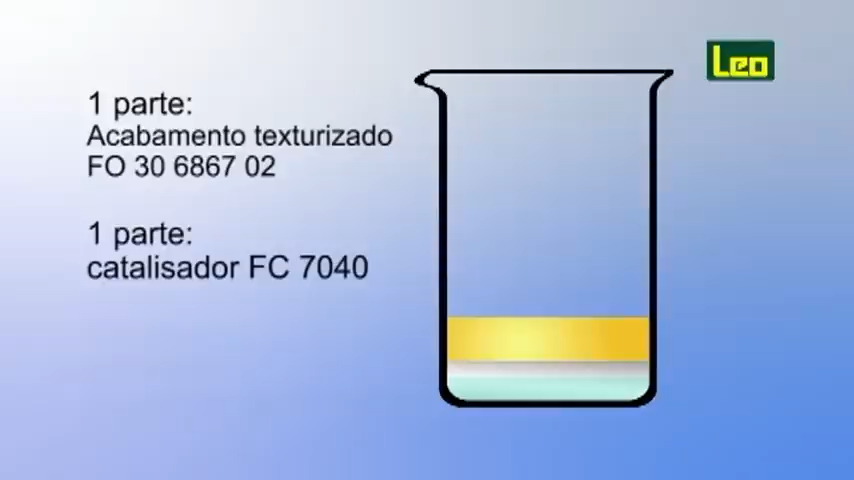 Leo
1 parte:
Acabamento texturizado
FO 30 6867 02
1 parte:
catalisador FC 7040